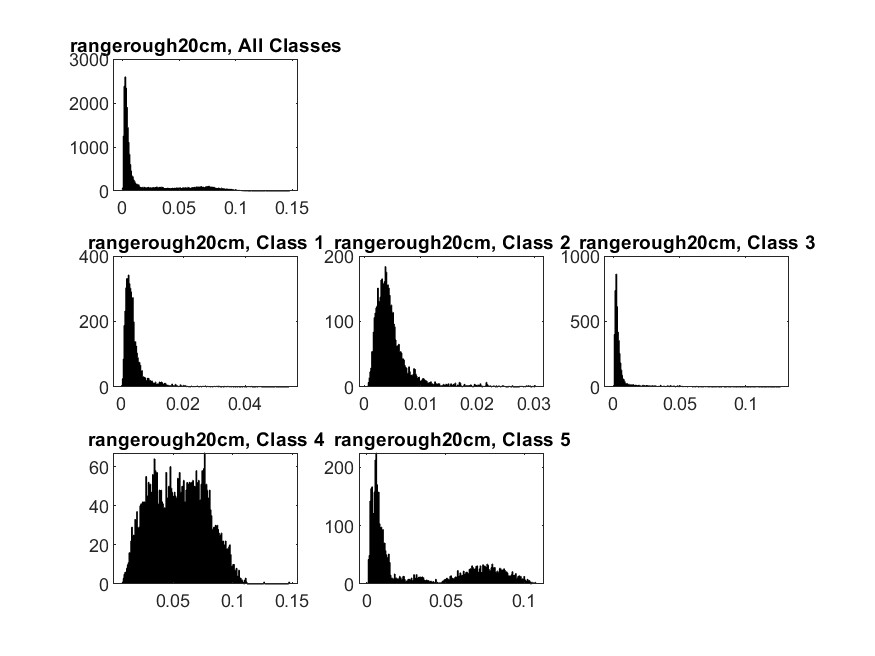 rangerough20cm, All Classes
3000
2000
1000
0
0 0.05 0.1 0.15
rangerough20cm, Class 1
400
200
0
0 0.02 0.04
rangerough20cm, Class 2
200
100
0
0 0.01 0.02 0.03
rangerough20cm, Class 3
1000
500
0
0 0.05 0.1
rangerough20cm, Class 4
60
40
20
0
0.05 0.1 0.15
rangerough20cm, Class 5
200
100
0
0 0.05 0.1